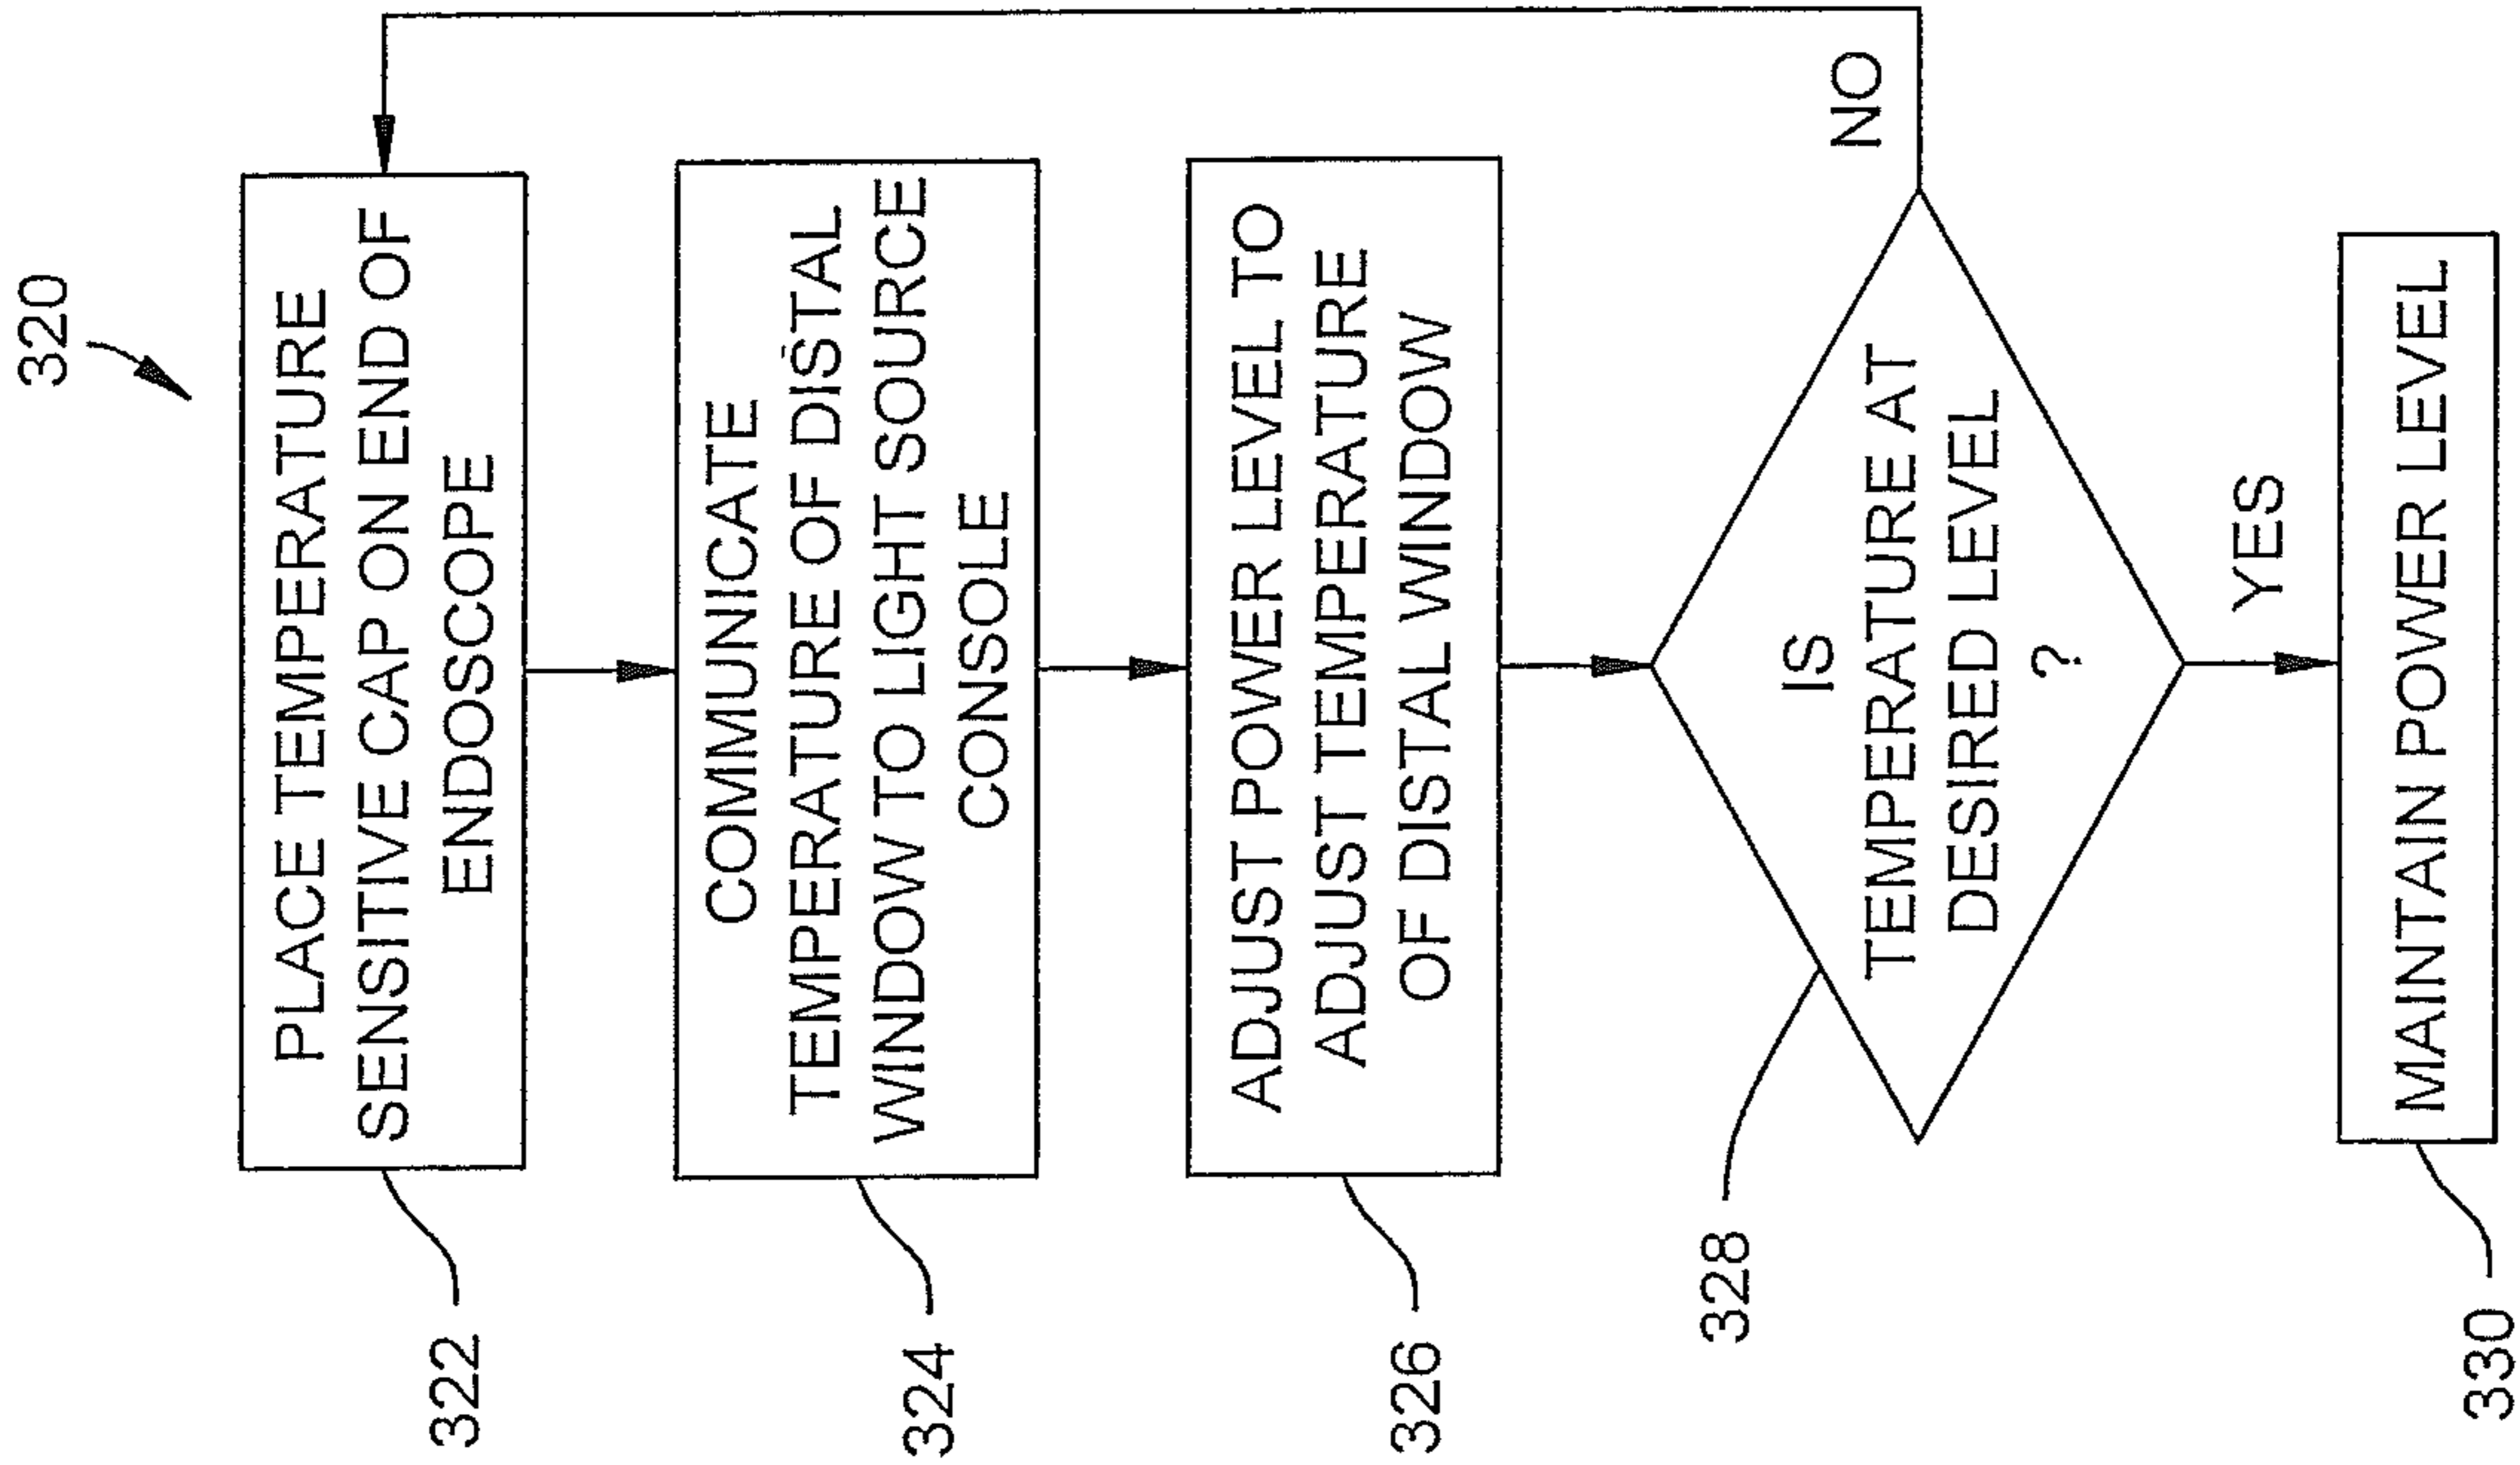 320
PLACE TEMPERATURE
SENSITIVE CAP ON END OF
ENDOSCOPE
322
COMMUNICATE
TEMPERATURE OF DISTAL
WINDOW TO LIGHT SOURCE
CONSOLE
324
ADJUST POWER LEVEL TO
ADJUST TEMPERATURE
OF DISTAL WINDOW
326
IS
TEMPERATURE AT
DESIRED LEVEL
?
328
NO
YES
MAINTAIN POWER LEVEL
330